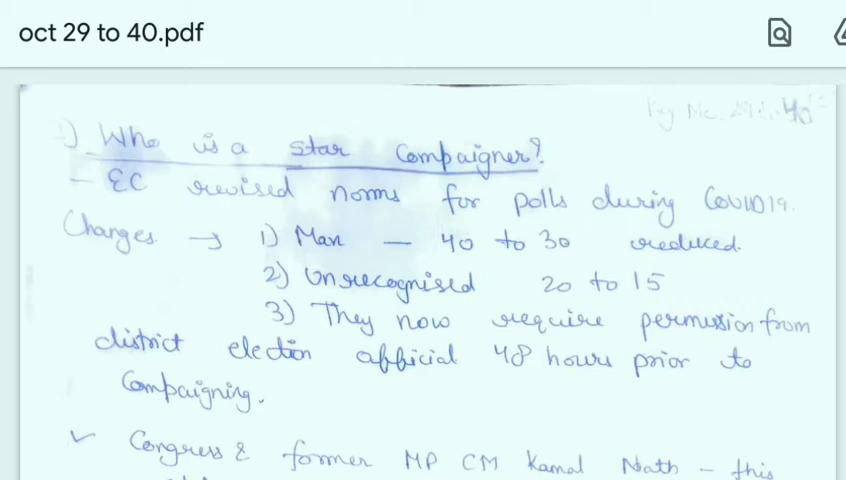 oct 29 to 40.pdf
1) Who is a star Compaigner?
- EC revised norms for polls during COVID19.
Changes → 1) Max — 40 to 30 reduced.
2) Unrecognised 20 to 15
3) They now require permission from
district election official 48 hours prior to
Compaigning.
✓ Congress & former MP CM Kamal Nath - this